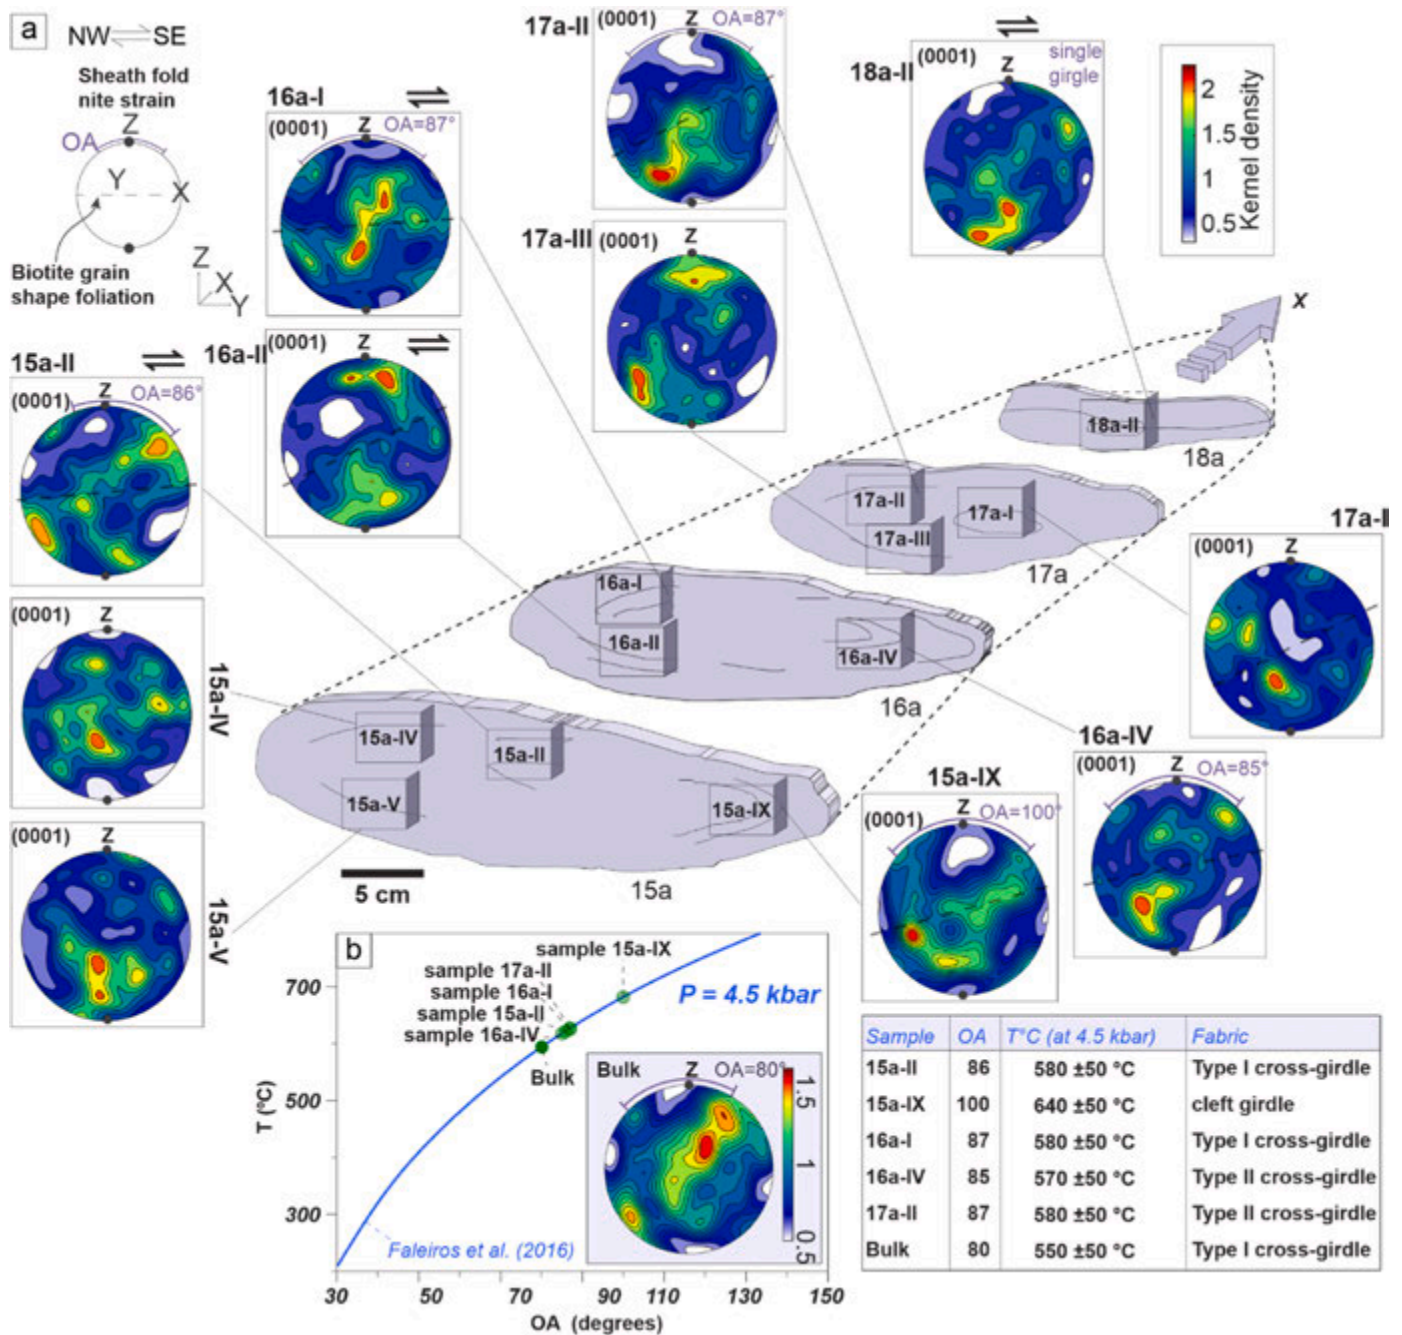 a
NW SE
Sheath fold
nite strain
OA
Z
Y
X
Biotite grain
shape foliation
Z
X
Y
16a-I
(0001)
Z
OA=87°
17a-II
(0001)
Z
OA=87°
18a-II
(0001)
Z
single
girgle
2
1.5
1
0.5
Kernel density
17a-III
(0001)
Z
15a-II
(0001)
Z
OA=86°
16a-II
(0001)
Z
X
18a-II
18a
17a-II
17a-I
17a-III
17a
17a-I
(0001)
Z
16a-I
16a-II
16a-IV
16a
(0001)
Z
15a-IV
15a-IV
15a-II
15a-V
15a-IX
15a
5 cm
16a-IV
(0001)
Z
OA=85°
15a-IX
(0001)
Z
OA=100°
(0001)
Z
15a-V
b
sample 15a-IX
sample 17a-II
sample 16a-I
sample 15a-II
sample 16a-IV
Bulk
P = 4.5 kbar
700
500
300
T (ºC)
Faleiros et al. (2016)
Bulk
Z
OA=80°
1.5
1
0.5
30 50 70 90 110 130 150
OA (degrees)
Sample OA T°C (at 4.5 kbar) Fabric
15a-II 86 580 ±50 °C Type I cross-girdle
15a-IX 100 640 ±50 °C cleft girdle
16a-I 87 580 ±50 °C Type I cross-girdle
16a-IV 85 570 ±50 °C Type II cross-girdle
17a-II 87 580 ±50 °C Type II cross-girdle
Bulk 80 550 ±50 °C Type I cross-girdle